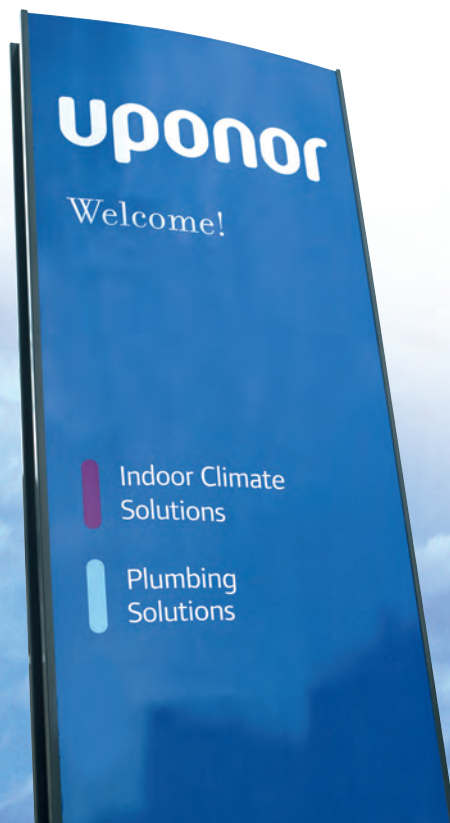 uponor
Welcome!
Indoor Climate
Solutions
Plumbing
Solutions